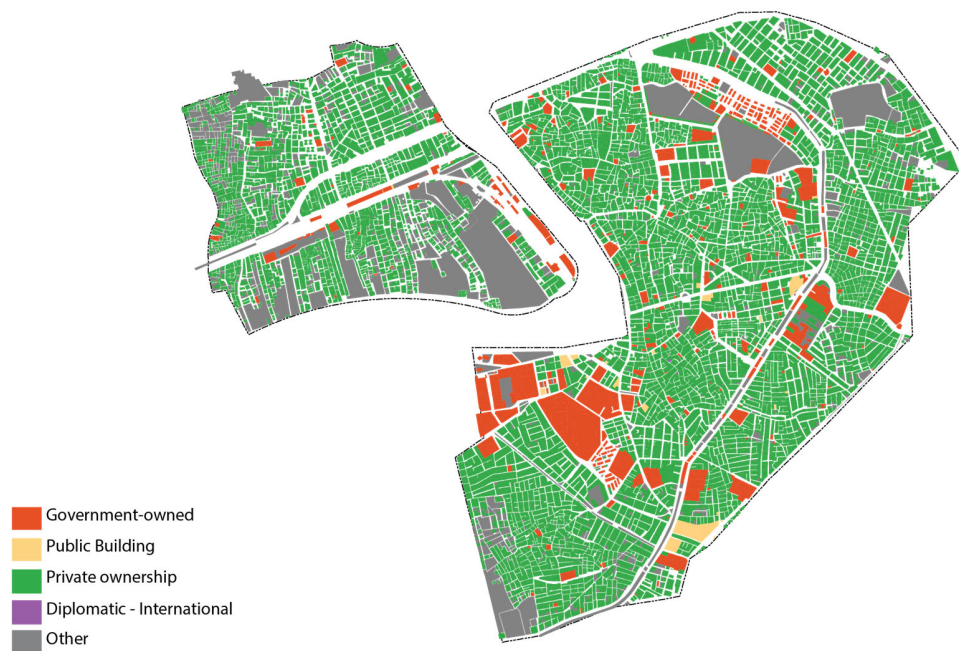 Government-owned
Public Building
Private ownership
Diplomatic - International
Other